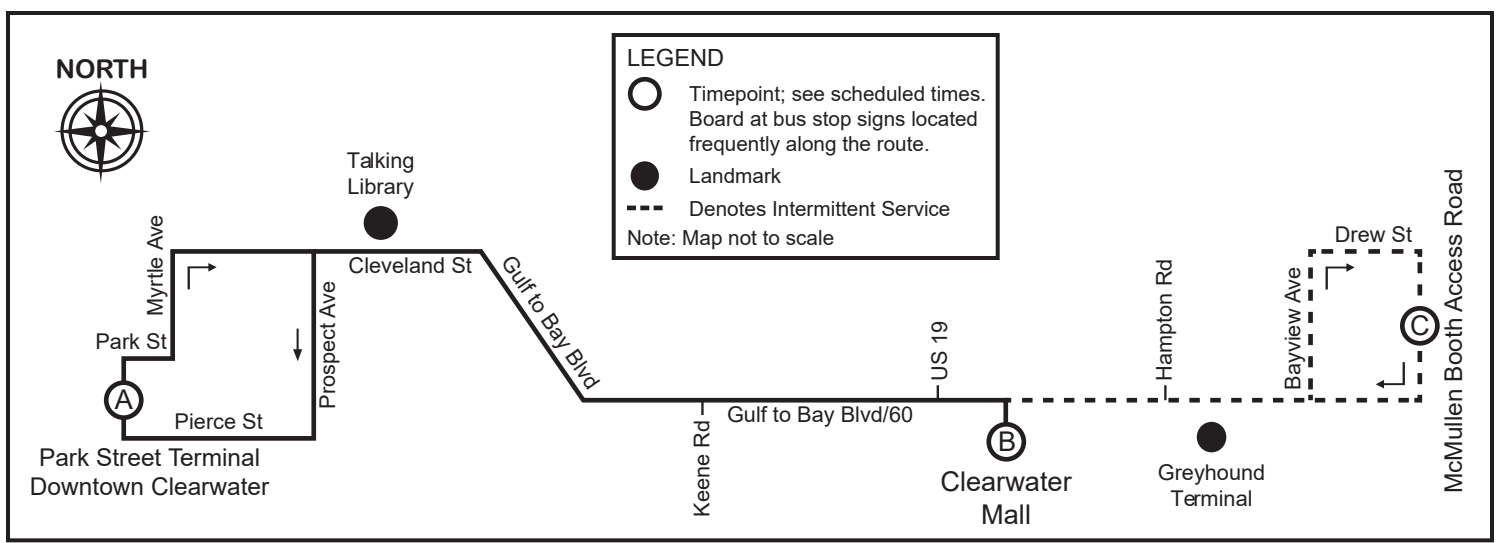 NORTH
LEGEND
Timepoint; see scheduled times.
Board at bus stop signs located
frequently along the route.
Landmark
Denotes Intermittent Service
Note: Map not to scale
Talking
Library
Myrtle Ave
Cleveland St
Park St
Prospect Ave
A
Pierce St
Park Street Terminal
Downtown Clearwater
Gulf to Bay Blvd
Keene Rd
Gulf to Bay Blvd/60
US 19
B
Clearwater
Mall
Hampton Rd
Greyhound
Terminal
Bayview Ave
Drew St
C
McMullen Booth Access Road